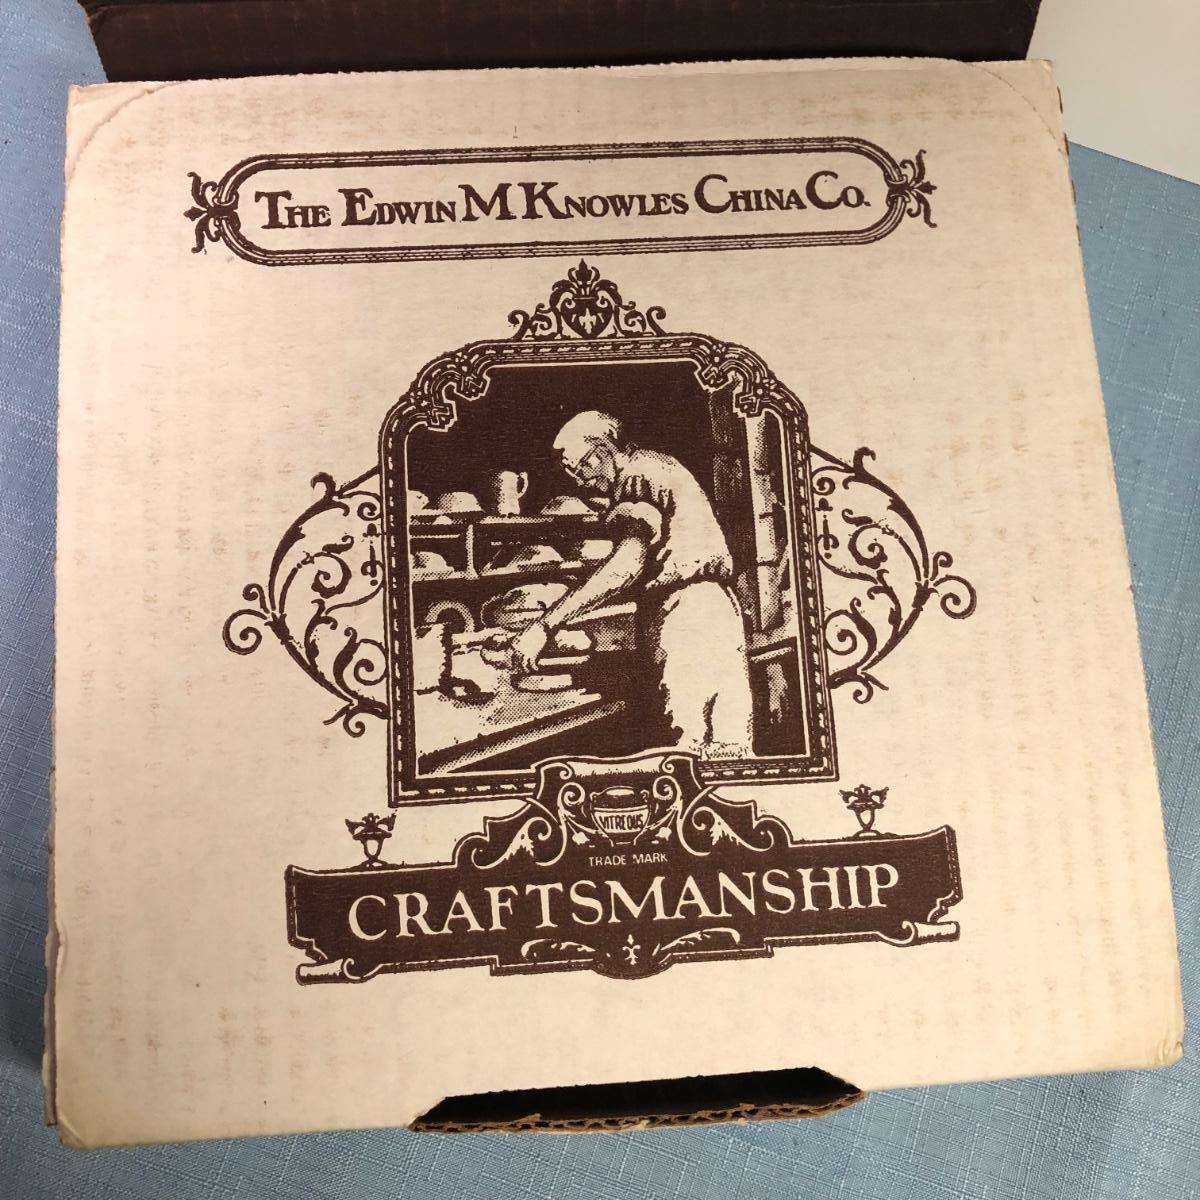 THE EDWIN M KNOWLES CHINA CO.
VITREOUS
TRADE MARK
CRAFTSMANSHIP